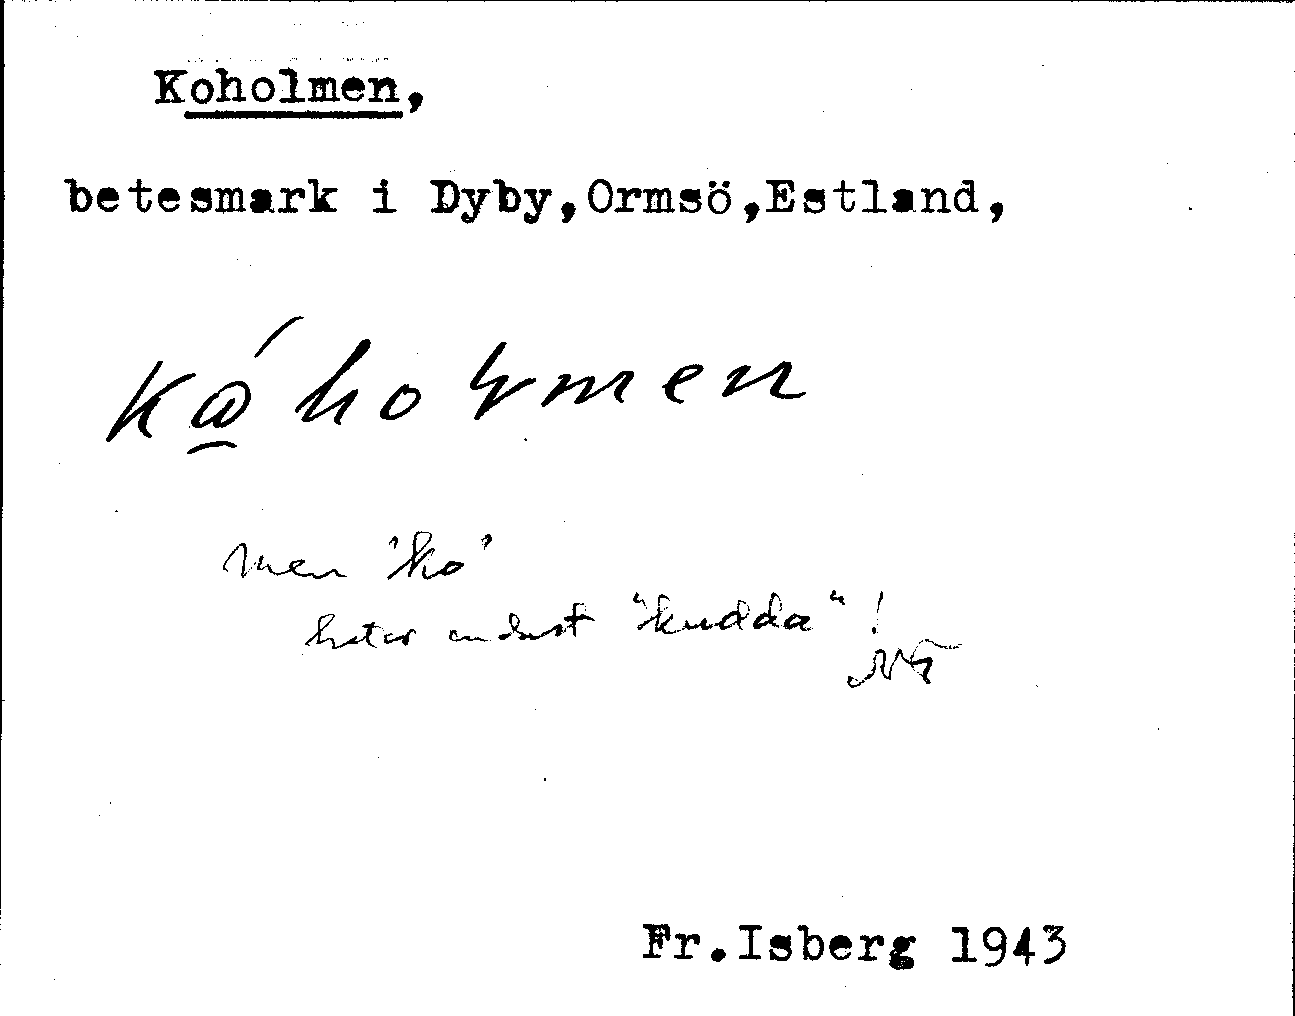 Koholmen,
betesmark i Dyby,Ormsö,Estland,
men 'ko'
heter endast "kudda" !
Fr.Isberg 1943